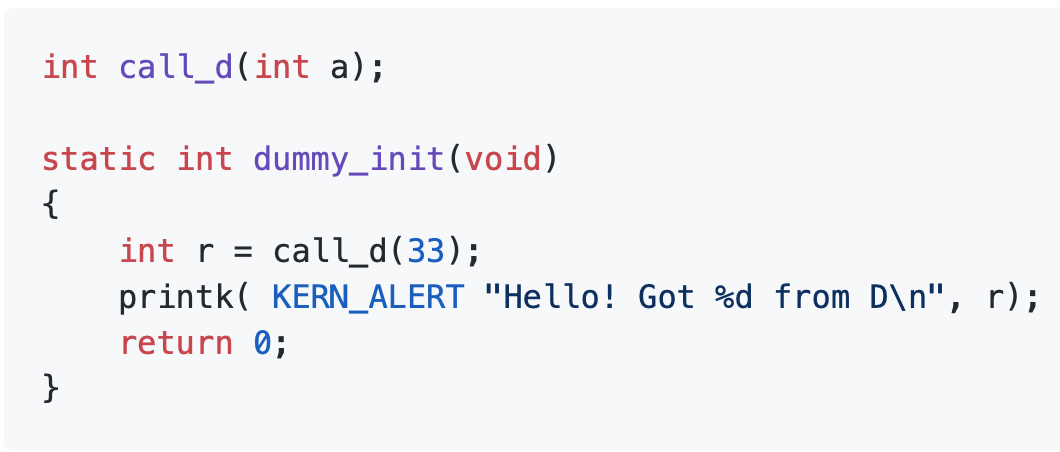 int call_d(int a);

static int dummy_init(void)
{
    int r = call_d(33);
    printk( KERN_ALERT "Hello! Got %d from D\n", r);
    return 0;
}